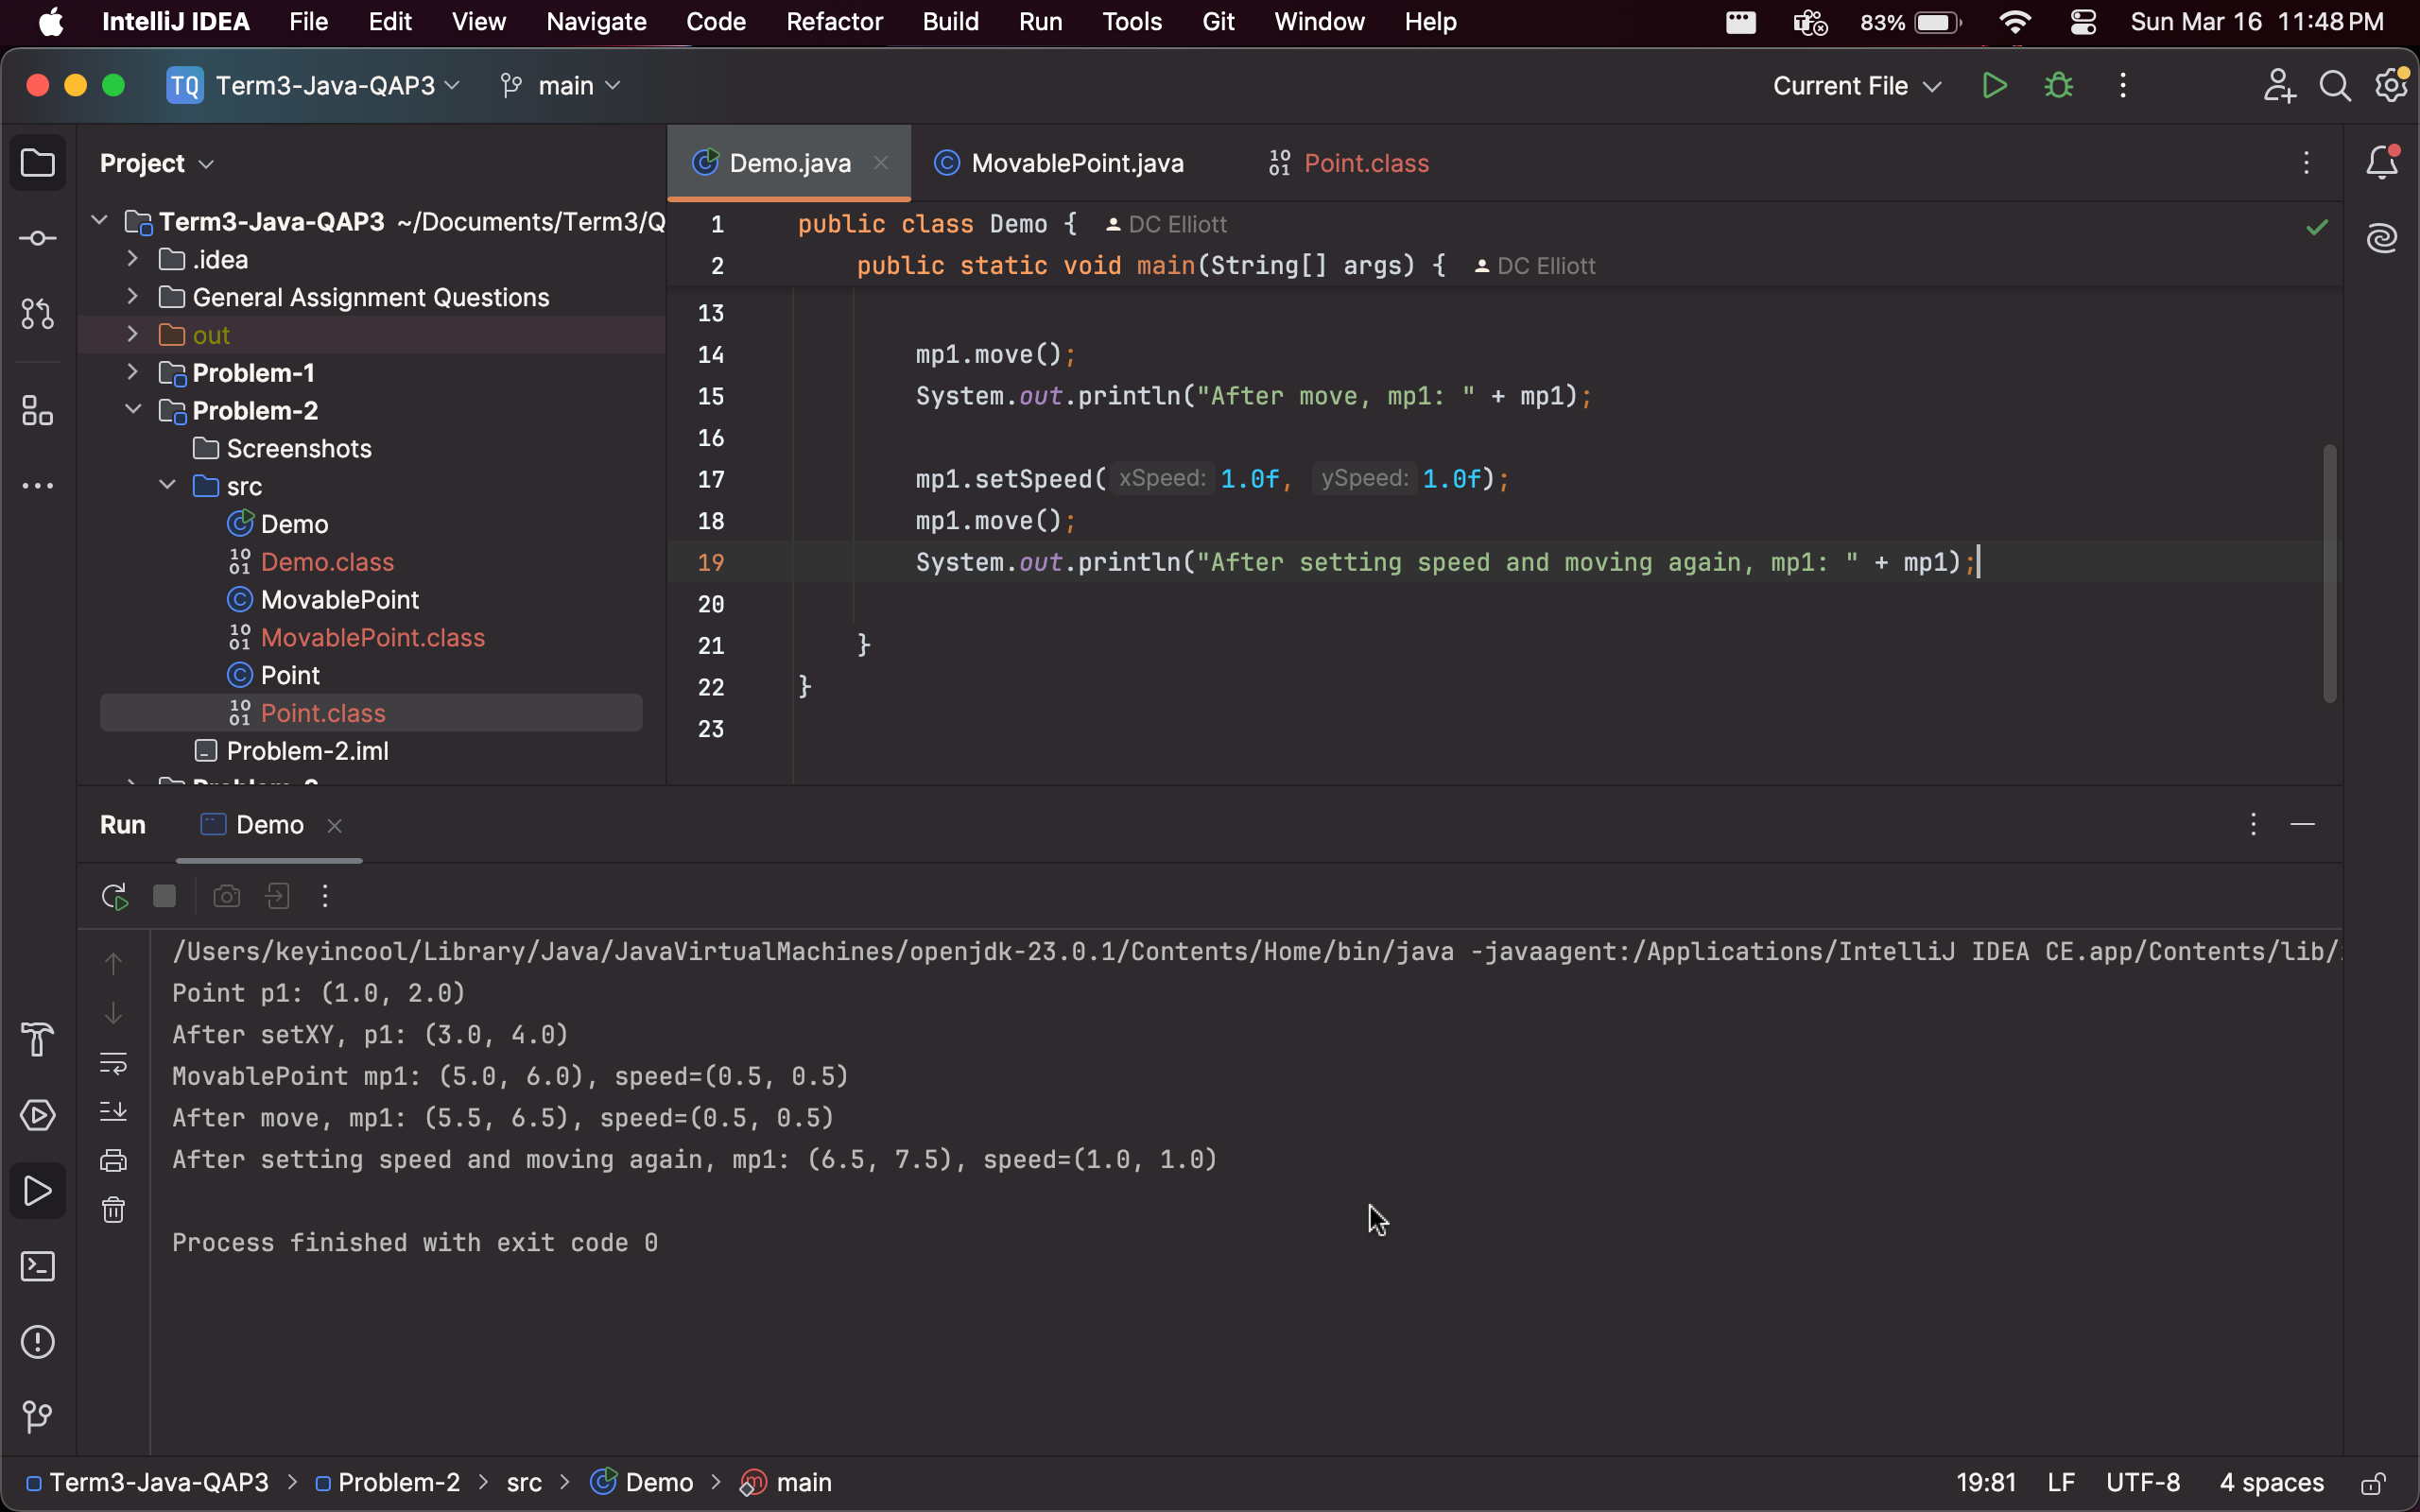 IntelliJ IDEA File Edit View Navigate Code Refactor Build Run Tools Git Window Help 83% Sun Mar 16 11:48 PM
TQ Term3-Java-QAP3 main Current File
Project
Demo.java MovablePoint.java Point.class
Term3-Java-QAP3 ~/Documents/Term3/Q
.idea
General Assignment Questions
out
Problem-1
Problem-2
Screenshots
src
Demo
Demo.class
MovablePoint
MovablePoint.class
Point
Point.class
Problem-2.iml
1 public class Demo { DC Elliott
2 public static void main(String[] args) { DC Elliott
13
14 mp1.move();
15 System.out.println("After move, mp1: " + mp1);
16
17 mp1.setSpeed( xSpeed: 1.0f, ySpeed: 1.0f);
18 mp1.move();
19 System.out.println("After setting speed and moving again, mp1: " + mp1);
20
21 }
22 }
23
Run Demo
/Users/keyincool/Library/Java/JavaVirtualMachines/openjdk-23.0.1/Contents/Home/bin/java -javaagent:/Applications/IntelliJ IDEA CE.app/Contents/lib/
Point p1: (1.0, 2.0)
After setXY, p1: (3.0, 4.0)
MovablePoint mp1: (5.0, 6.0), speed=(0.5, 0.5)
After move, mp1: (5.5, 6.5), speed=(0.5, 0.5)
After setting speed and moving again, mp1: (6.5, 7.5), speed=(1.0, 1.0)
Process finished with exit code 0
Term3-Java-QAP3 > Problem-2 > src > Demo > main 19:81 LF UTF-8 4 spaces